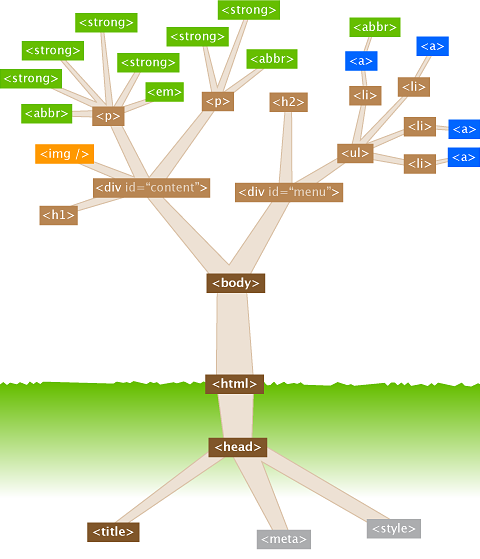 <strong>
<strong>
<abbr>
<strong>
<a>
<strong>
<abbr>
<a>
<strong>
<strong>
<em>
<li>
<li>
<abbr>
<p>
<p>
<h2>
<li>
<a>
<img />
<ul>
<li>
<a>
<div id=“content”>
<div id=“menu”>
<h1>
<body>
<html>
<head>
<title>
<meta>
<style>